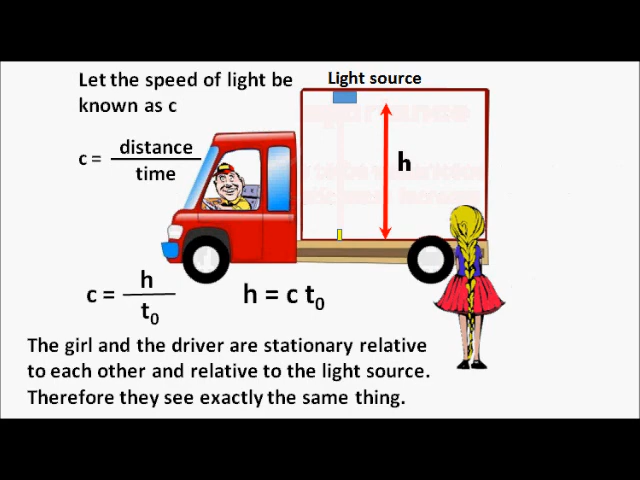 Let the speed of light be
known as c
Light source
c = distance
time
h
c = h
t₀
h = c t₀
The girl and the driver are stationary relative
to each other and relative to the light source.
Therefore they see exactly the same thing.